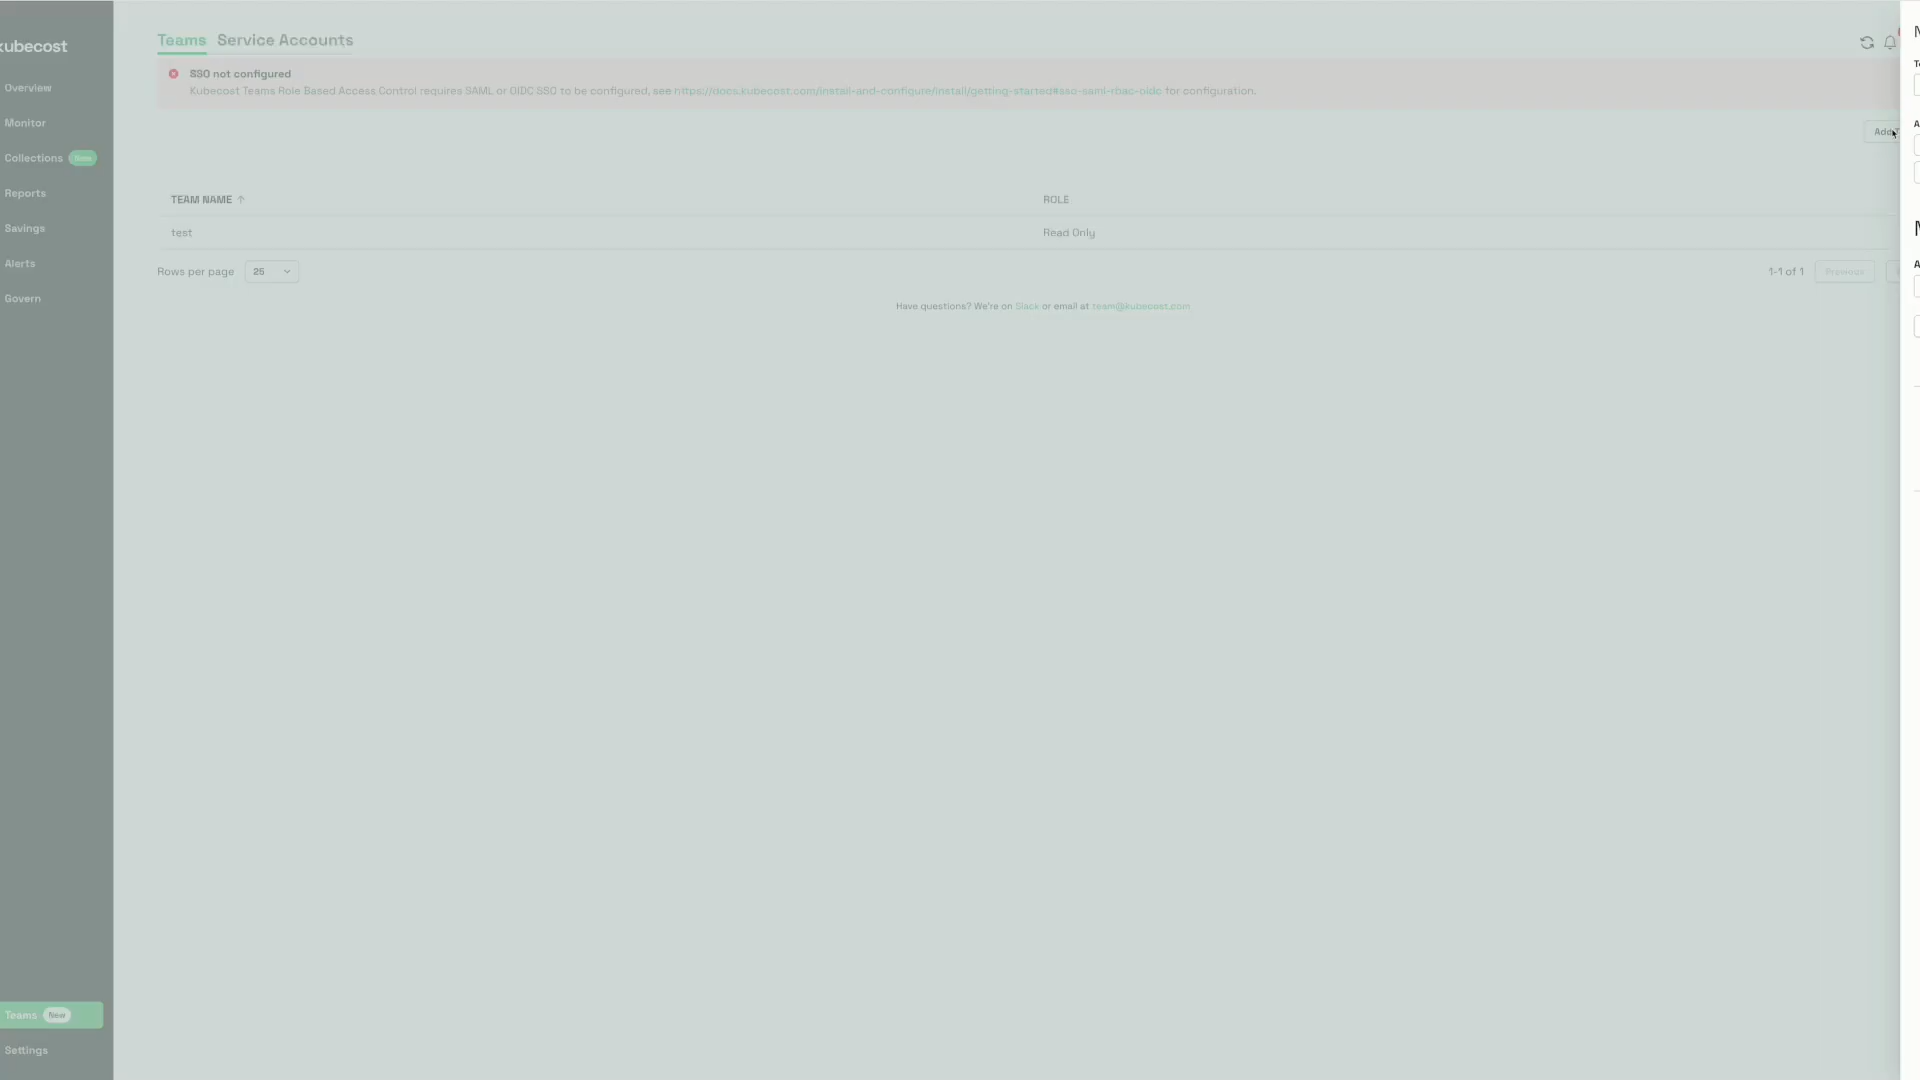 kubecost
Overview
Monitor
Collections New
Reports
Savings
Alerts
Govern
Teams New
Settings
Teams Service Accounts
SSO not configured
Kubecost Teams Role Based Access Control requires SAML or OIDC SSO to be configured, see https://docs.kubecost.com/install-and-configure/install/getting-started#sso-saml-rbac-oidc for configuration.
Add
TEAM NAME ROLE
test Read Only
Rows per page 25
1-1 of 1 Previous
Have questions? We're on Slack or email at team@kubecost.com